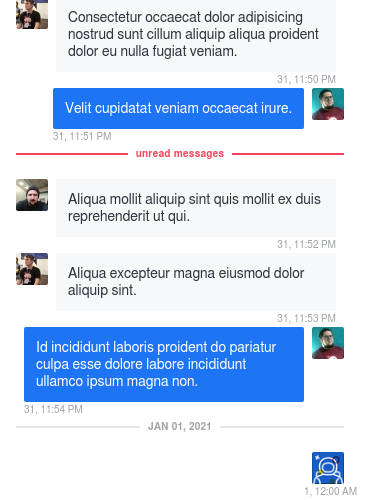 Consectetur occaecat dolor adipisicing
nostrud sunt cillum aliquip aliqua proident
dolor eu nulla fugiat veniam.
31, 11:50 PM
Velit cupidatat veniam occaecat irure.
31, 11:51 PM
unread messages
Aliqua mollit aliquip sint quis mollit ex duis
reprehenderit ut qui.
31, 11:52 PM
Aliqua excepteur magna eiusmod dolor
aliquip sint.
31, 11:53 PM
Id incididunt laboris proident do pariatur
culpa esse dolore labore incididunt
ullamco ipsum magna non.
31, 11:54 PM
JAN 01, 2021
1, 12:00 AM